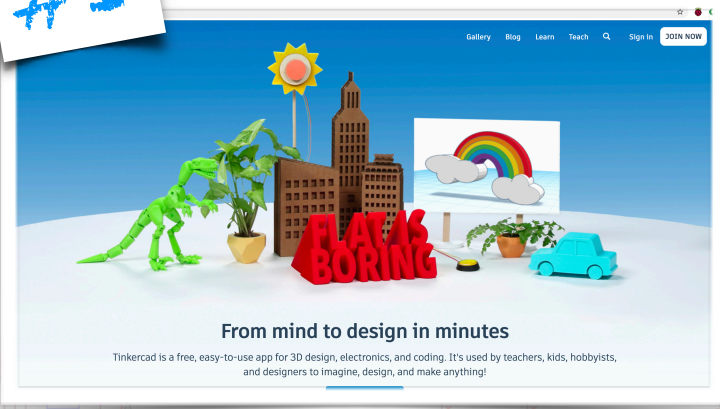 Gallery Blog Learn Teach Sign In JOIN NOW
FLAT IS
BORING
From mind to design in minutes
Tinkercad is a free, easy-to-use app for 3D design, electronics, and coding. It's used by teachers, kids, hobbyists,
and designers to imagine, design, and make anything!